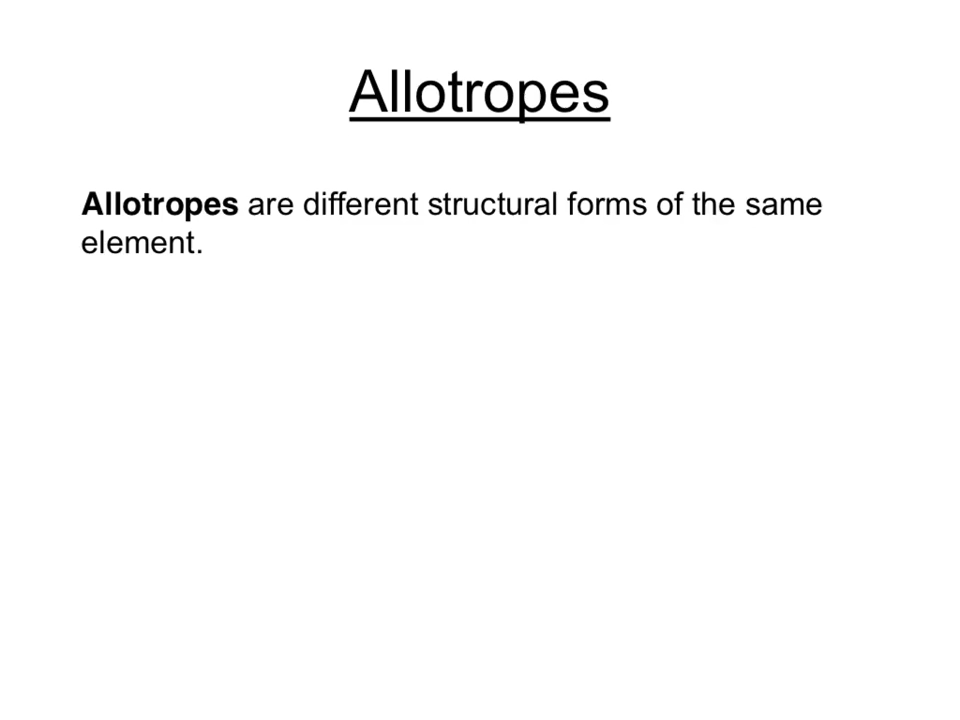 Allotropes
Allotropes are different structural forms of the same
element.